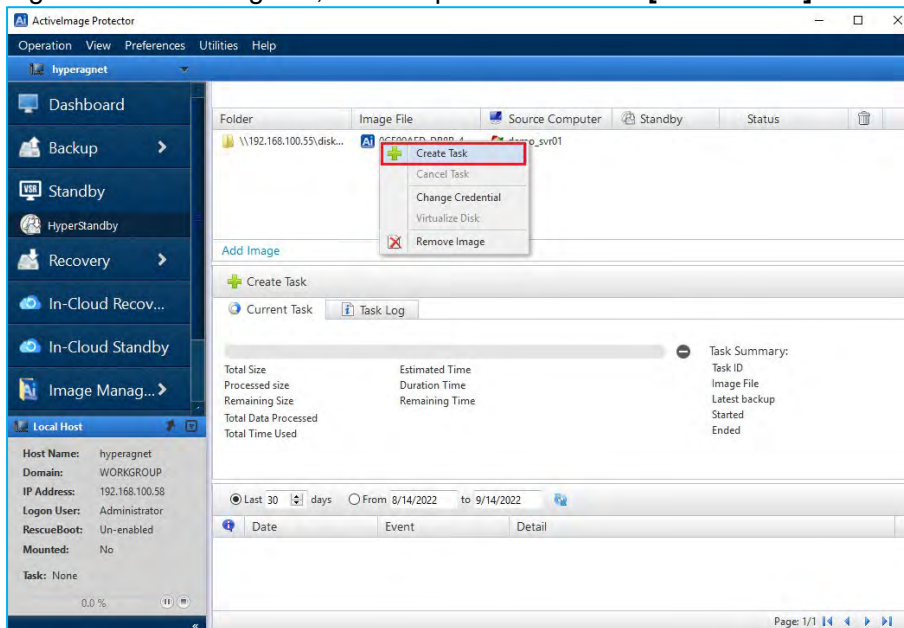 ActiveImage Protector
Operation View Preferences Utilities Help
hyperagnet
Dashboard
Backup
Standby
HyperStandby
Recovery
In-Cloud Recov...
In-Cloud Standby
Image Manag...
Local Host
Host Name: hyperagnet
Domain: WORKGROUP
IP Address: 192.168.100.58
Logon User: Administrator
RescueBoot: Un-enabled
Mounted: No
Task: None
0.0 %
Folder Image File Source Computer Standby Status
\\192.168.100.55\disk...
Create Task
Cancel Task
Change Credential
Virtualize Disk
Remove Image
Add Image
Create Task
Current Task Task Log
Total Size Estimated Time
Processed size Duration Time
Remaining Size Remaining Time
Total Data Processed
Total Time Used
Task Summary:
Task ID
Image File
Latest backup
Started
Ended
Last 30 days From 8/14/2022 to 9/14/2022
Date Event Detail
Page: 1/1